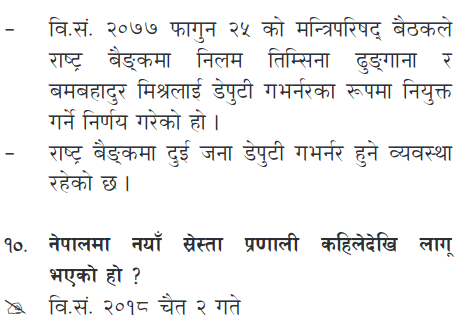 - वि.सं. २०७७ फागुन २५ को मन्त्रिपरिषद् बैठकले
राष्ट्र बैङ्कमा निलम तिम्सिना ढुङ्गाना र
बमबहादुर मिश्रलाई डेपुटी गभर्नरका रूपमा नियुक्त
गर्ने निर्णय गरेको हो ।
- राष्ट्र बैङ्कमा दुई जना डेपुटी गभर्नर हुने व्यवस्था
रहेको छ ।
१०. नेपालमा नयाँ स्रेस्ता प्रणाली कहिलेदेखि लागू
भएको हो ?
वि.सं. २०१८ चैत २ गते